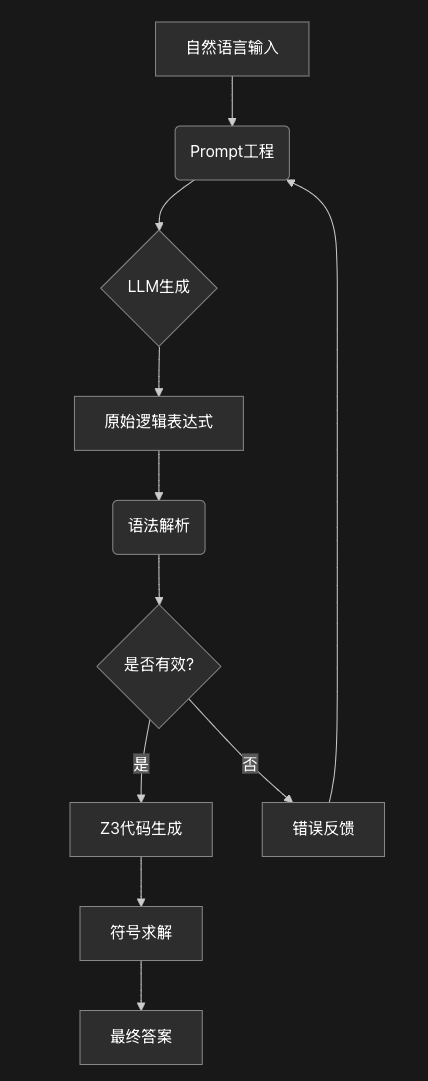 自然语言输入
Prompt工程
LLM生成
原始逻辑表达式
语法解析
是否有效?
是
否
Z3代码生成
错误反馈
符号求解
最终答案